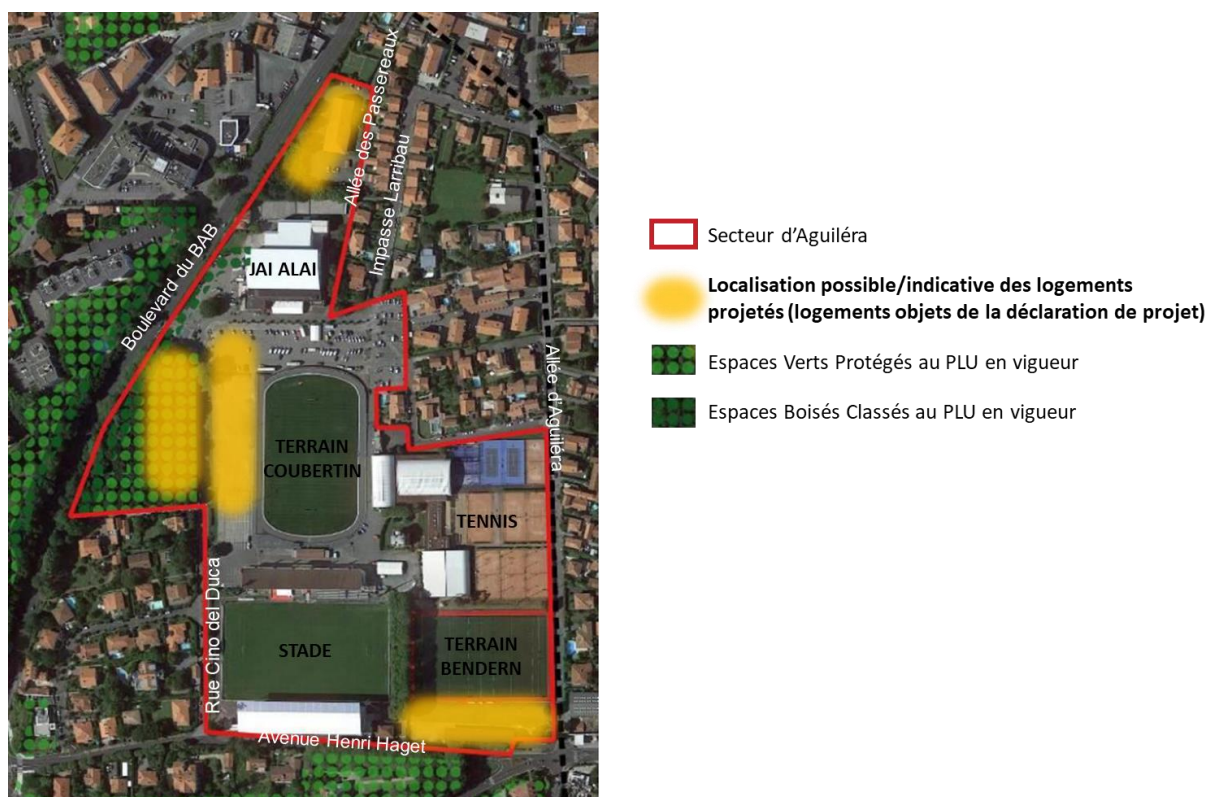 Allée des Passereaux
Impasse Larribau
Boulevard du BAB
JAI ALAI
Allée d'Aguiléra
TERRAIN
COUBERTIN
TENNIS
Rue Cino del Duca
STADE
TERRAIN
BENDERN
Avenue Henri Haget
Secteur d'Aguiléra
Localisation possible/indicative des logements
projetés (logements objets de la déclaration de projet)
Espaces Verts Protégés au PLU en vigueur
Espaces Boisés Classés au PLU en vigueur